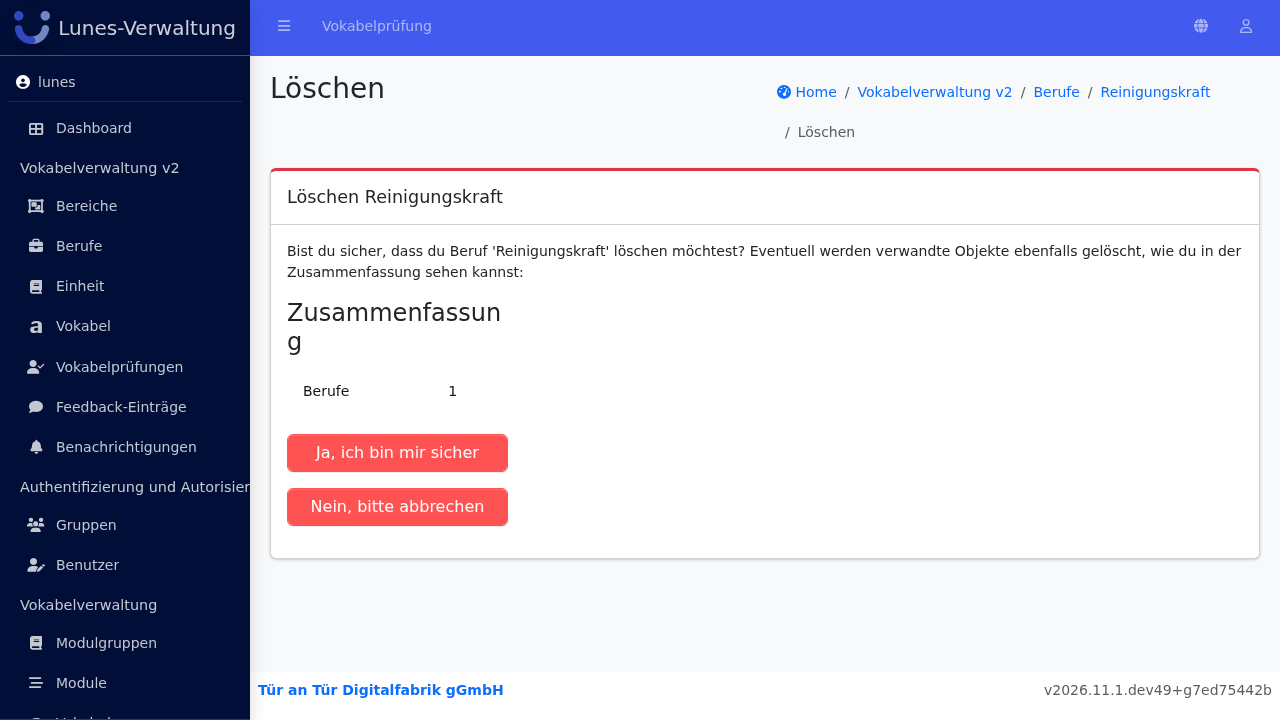 Lunes-Verwaltung
Vokabelprüfung
lunes
Dashboard
Vokabelverwaltung v2
Bereiche
Berufe
Einheit
Vokabel
Vokabelprüfungen
Feedback-Einträge
Benachrichtigungen
Authentifizierung und Autorisier
Gruppen
Benutzer
Vokabelverwaltung
Modulgruppen
Module
Löschen
Home / Vokabelverwaltung v2 / Berufe / Reinigungskraft
/ Löschen
Löschen Reinigungskraft
Bist du sicher, dass du Beruf 'Reinigungskraft' löschen möchtest? Eventuell werden verwandte Objekte ebenfalls gelöscht, wie du in der
Zusammenfassung sehen kannst:
Zusammenfassun
g
Berufe 1
Ja, ich bin mir sicher
Nein, bitte abbrechen
Tür an Tür Digitalfabrik gGmbH
v2026.11.1.dev49+g7ed75442b